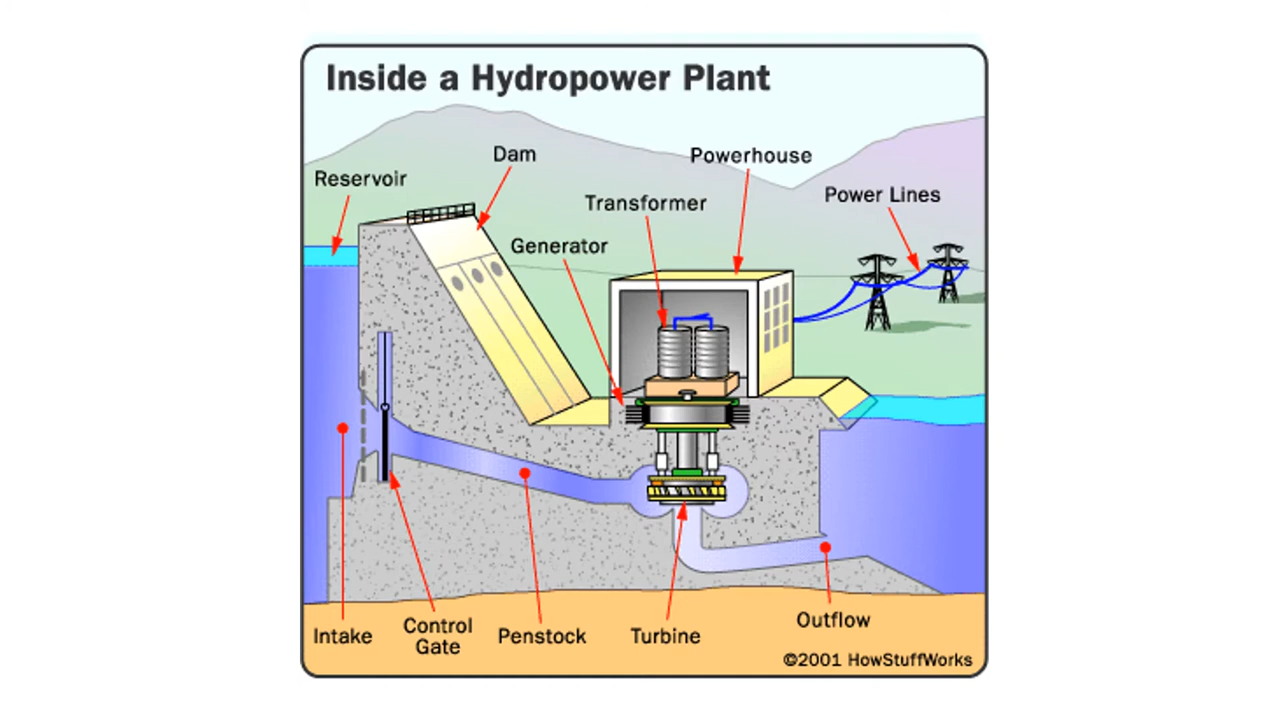 Inside a Hydropower Plant
Dam
Powerhouse
Reservoir
Power Lines
Transformer
Generator
Intake
Control
Gate
Penstock
Turbine
Outflow
©2001 HowStuffWorks